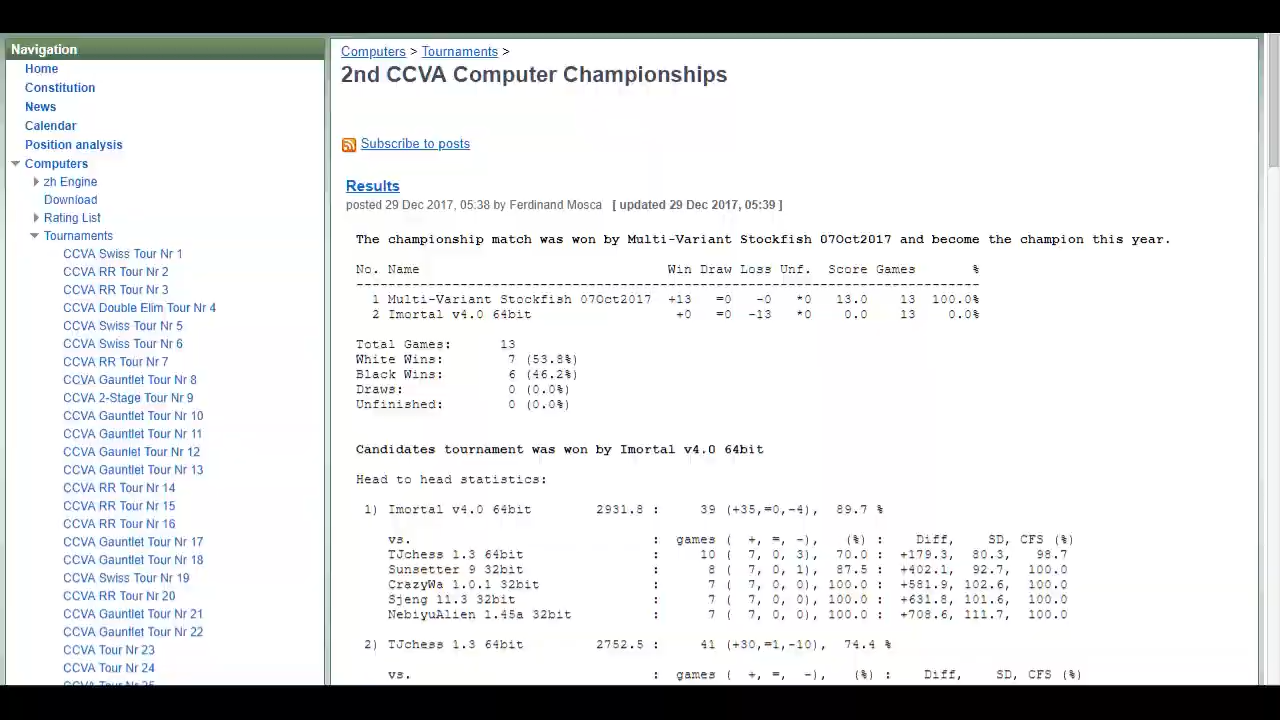 Navigation
Home
Constitution
News
Calendar
Position analysis
Computers
zh Engine
Download
Rating List
Tournaments
CCVA Swiss Tour Nr 1
CCVA RR Tour Nr 2
CCVA RR Tour Nr 3
CCVA Double Elim Tour Nr 4
CCVA Swiss Tour Nr 5
CCVA Swiss Tour Nr 6
CCVA RR Tour Nr 7
CCVA Gauntlet Tour Nr 8
CCVA 2-Stage Tour Nr 9
CCVA Gauntlet Tour Nr 10
CCVA Gauntlet Tour Nr 11
CCVA Gaunlet Tour Nr 12
CCVA Gauntlet Tour Nr 13
CCVA RR Tour Nr 14
CCVA RR Tour Nr 15
CCVA RR Tour Nr 16
CCVA Gauntlet Tour Nr 17
CCVA Gauntlet Tour Nr 18
CCVA Swiss Tour Nr 19
CCVA RR Tour Nr 20
CCVA Gauntlet Tour Nr 21
CCVA Gauntlet Tour Nr 22
CCVA Tour Nr 23
CCVA Tour Nr 24
CCVA Tour Nr 25
Computers > Tournaments >
2nd CCVA Computer Championships
Subscribe to posts
Results
posted 29 Dec 2017, 05:38 by Ferdinand Mosca [ updated 29 Dec 2017, 05:39 ]
The championship match was won by Multi-Variant Stockfish 07Oct2017 and become the champion this year.
No. Name Win Draw Loss Unf. Score Games %
--------------------------------------------------------------------------------
1 Multi-Variant Stockfish 07Oct2017 +13 =0 -0 *0 13.0 13 100.0%
2 Imortal v4.0 64bit +0 =0 -13 *0 0.0 13 0.0%
Total Games: 13
White Wins: 7 (53.8%)
Black Wins: 6 (46.2%)
Draws: 0 (0.0%)
Unfinished: 0 (0.0%)
Candidates tournament was won by Imortal v4.0 64bit
Head to head statistics:
1) Imortal v4.0 64bit 2931.8 : 39 (+35,=0,-4), 89.7 %
vs. : games ( +, =, -), (%) : Diff, SD, CFS (%)
TJchess 1.3 64bit : 10 ( 7, 0, 3), 70.0 : +179.3, 80.3, 98.7
Sunsetter 9 32bit : 8 ( 7, 0, 1), 87.5 : +402.1, 92.7, 100.0
CrazyWa 1.0.1 32bit : 7 ( 7, 0, 0), 100.0 : +581.9, 102.6, 100.0
Sjeng 11.3 32bit : 7 ( 7, 0, 0), 100.0 : +631.8, 101.6, 100.0
NebiyuAlien 1.45a 32bit : 7 ( 7, 0, 0), 100.0 : +708.6, 111.7, 100.0
2) TJchess 1.3 64bit 2752.5 : 41 (+30,=1,-10), 74.4 %
vs. : games ( +, =, -), (%) : Diff, SD, CFS (%)